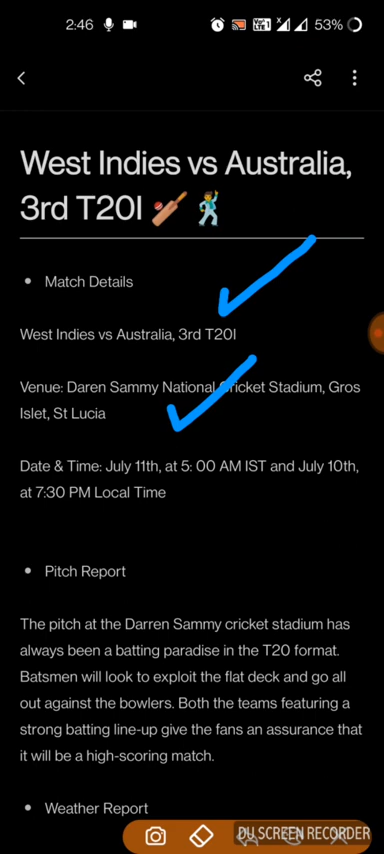 2:46 53%
West Indies vs Australia,
3rd T20I
• Match Details
West Indies vs Australia, 3rd T20I
Venue: Daren Sammy National Cricket Stadium, Gros
Islet, St Lucia
Date & Time: July 11th, at 5: 00 AM IST and July 10th,
at 7:30 PM Local Time
• Pitch Report
The pitch at the Darren Sammy cricket stadium has
always been a batting paradise in the T20 format.
Batsmen will look to exploit the flat deck and go all
out against the bowlers. Both the teams featuring a
strong batting line-up give the fans an assurance that
it will be a high-scoring match.
• Weather Report
DU SCREEN RECORDER